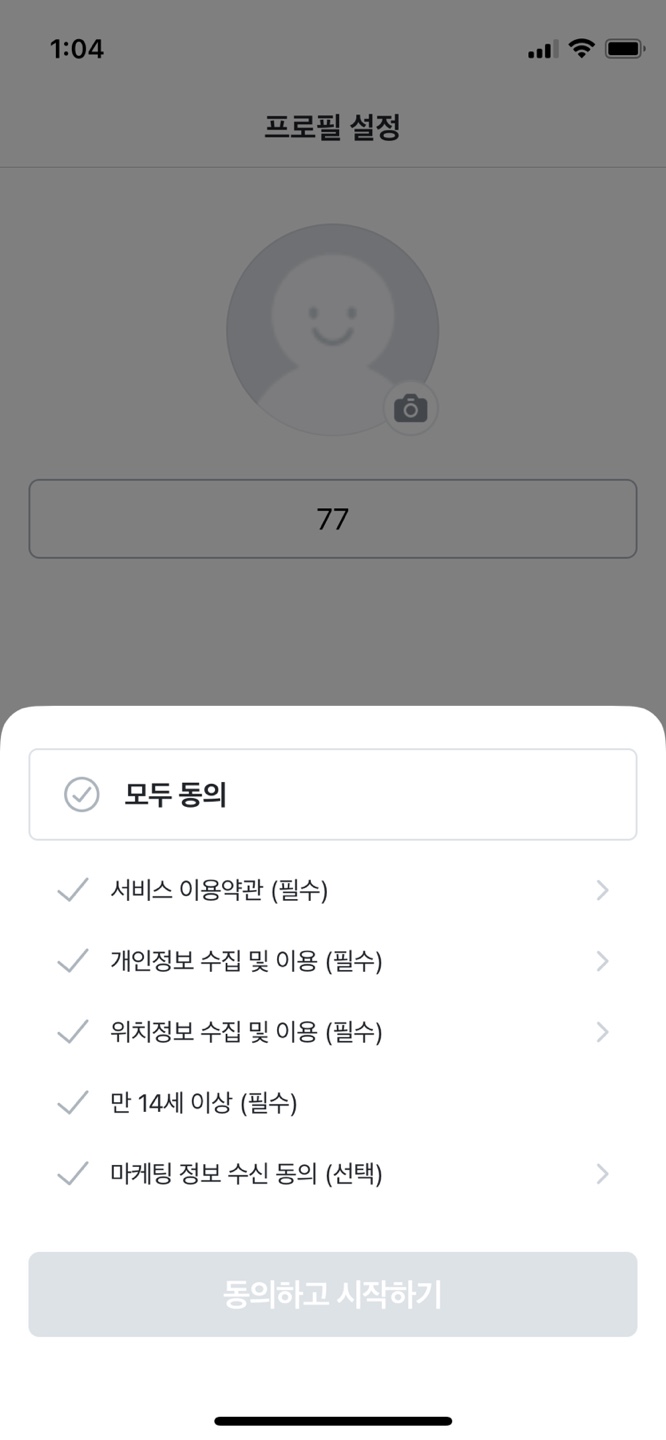 1:04
프로필 설정
77
모두 동의
서비스 이용약관 (필수)
개인정보 수집 및 이용 (필수)
위치정보 수집 및 이용 (필수)
만 14세 이상 (필수)
마케팅 정보 수신 동의 (선택)
동의하고 시작하기